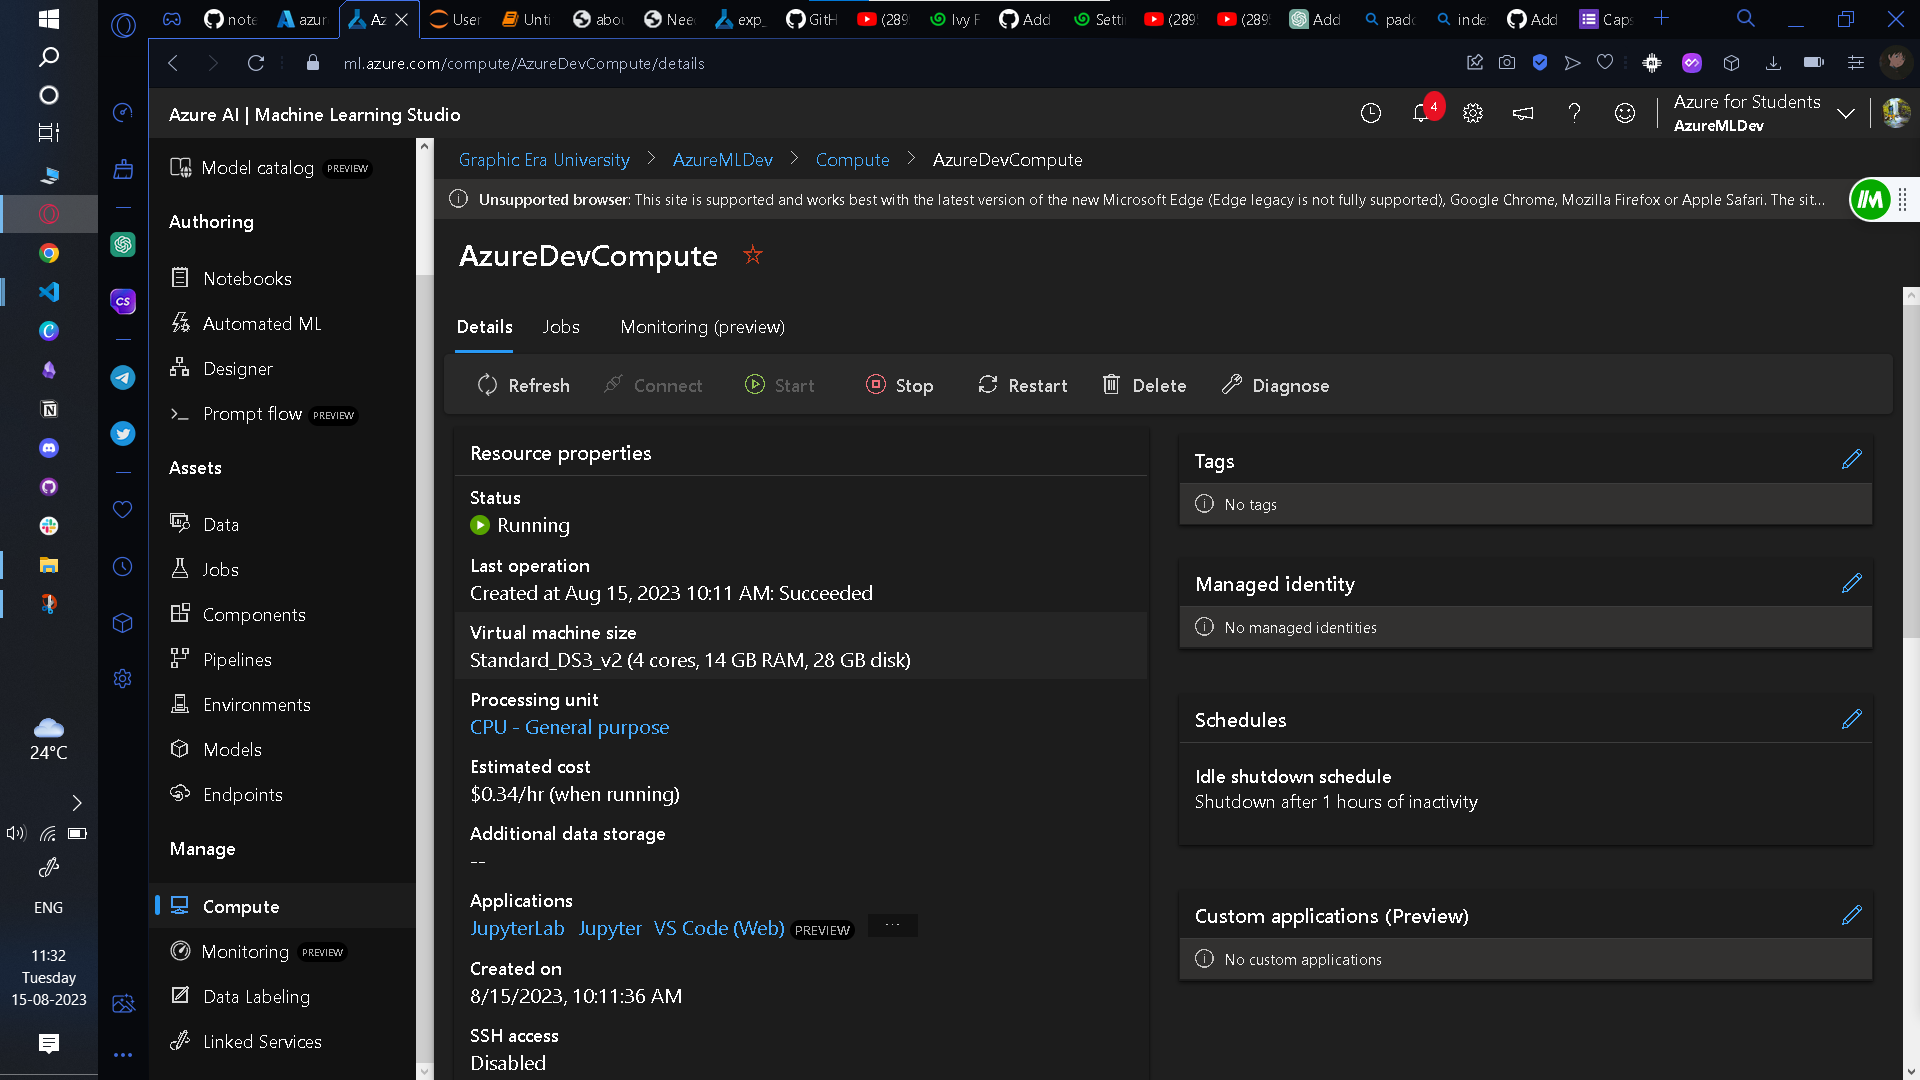 note
azur
Az
User
Unti
abou
Nee
exp_
GitH
(289
Ivy F
Add
Setti
(289
(289
Add
pad
inde
Add
Caps
ml.azure.com/compute/AzureDevCompute/details
Azure AI | Machine Learning Studio
4
Azure for Students
AzureMLDev
Model catalog PREVIEW
Authoring
Notebooks
Automated ML
Designer
Prompt flow PREVIEW
Assets
Data
Jobs
Components
Pipelines
Environments
Models
Endpoints
Manage
Compute
Monitoring PREVIEW
Data Labeling
Linked Services
Graphic Era University > AzureMLDev > Compute > AzureDevCompute
Unsupported browser: This site is supported and works best with the latest version of the new Microsoft Edge (Edge legacy is not fully supported), Google Chrome, Mozilla Firefox or Apple Safari. The sit...
AzureDevCompute
Details Jobs Monitoring (preview)
Refresh Connect Start Stop Restart Delete Diagnose
Resource properties
Status
Running
Last operation
Created at Aug 15, 2023 10:11 AM: Succeeded
Virtual machine size
Standard_DS3_v2 (4 cores, 14 GB RAM, 28 GB disk)
Processing unit
CPU - General purpose
Estimated cost
$0.34/hr (when running)
Additional data storage
--
Applications
JupyterLab Jupyter VS Code (Web) PREVIEW ...
Created on
8/15/2023, 10:11:36 AM
SSH access
Disabled
Tags
No tags
Managed identity
No managed identities
Schedules
Idle shutdown schedule
Shutdown after 1 hours of inactivity
Custom applications (Preview)
No custom applications
CS
24°C
ENG
11:32
Tuesday
15-08-2023